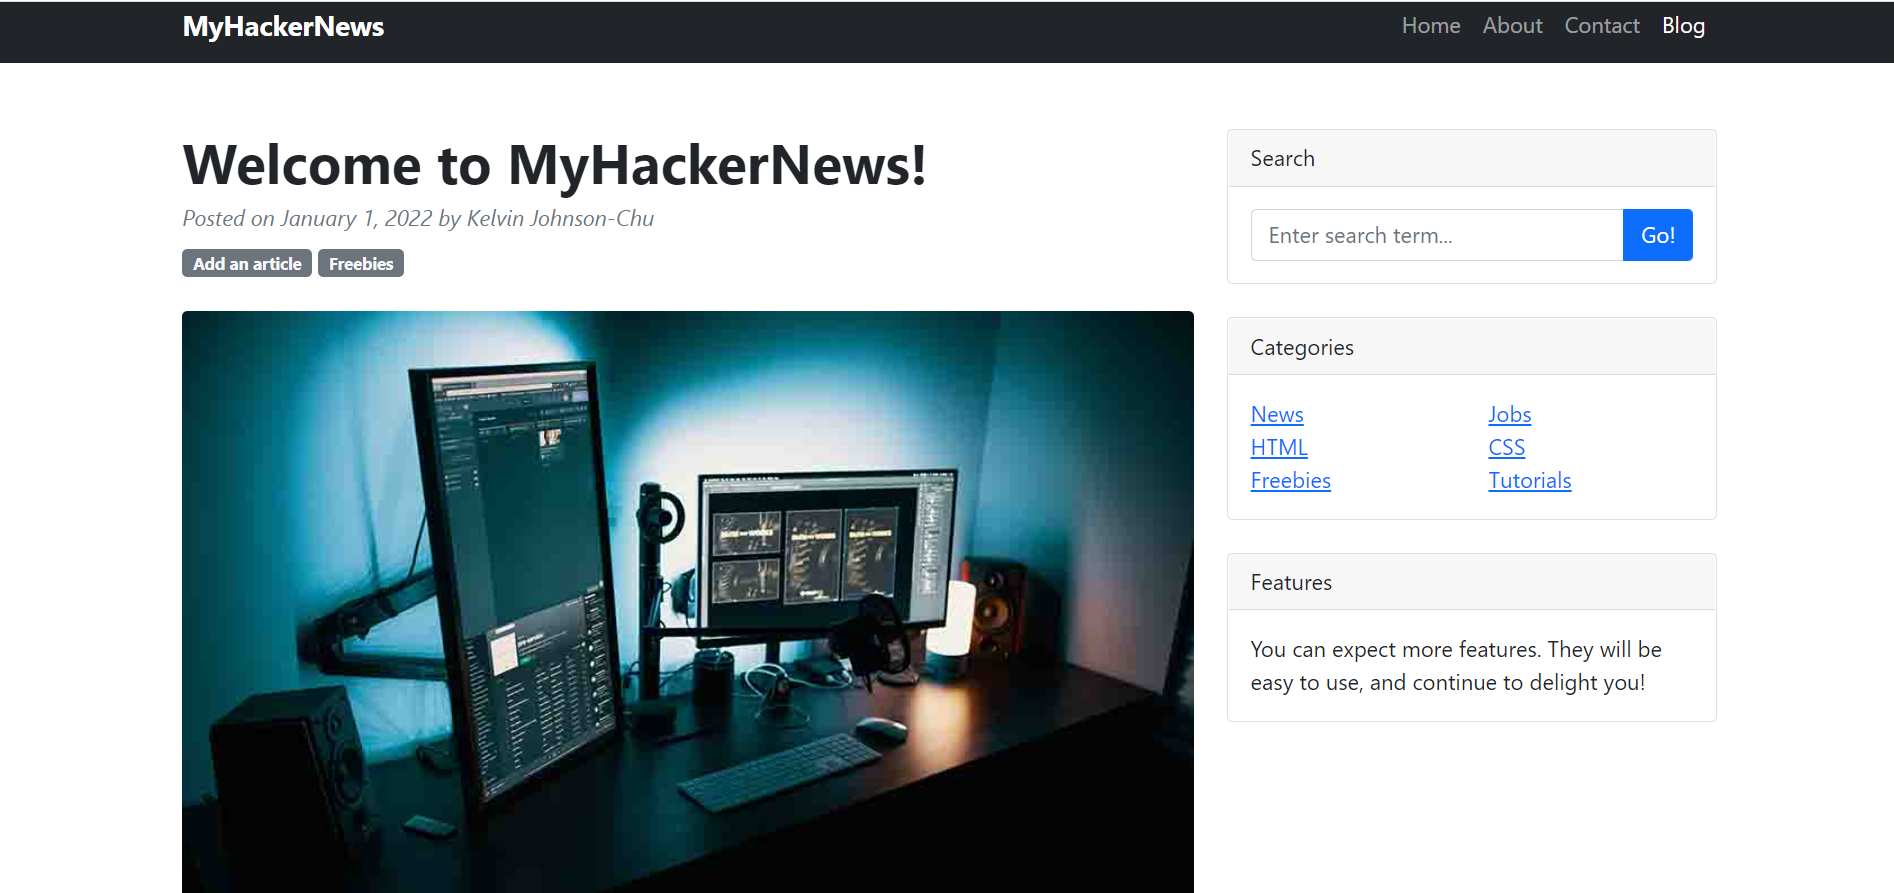 MyHackerNews
Home About Contact Blog
Welcome to MyHackerNews!
Posted on January 1, 2022 by Kelvin Johnson-Chu
Add an article Freebies
Search
Enter search term...
Go!
Categories
News Jobs
HTML CSS
Freebies Tutorials
Features
You can expect more features. They will be
easy to use, and continue to delight you!